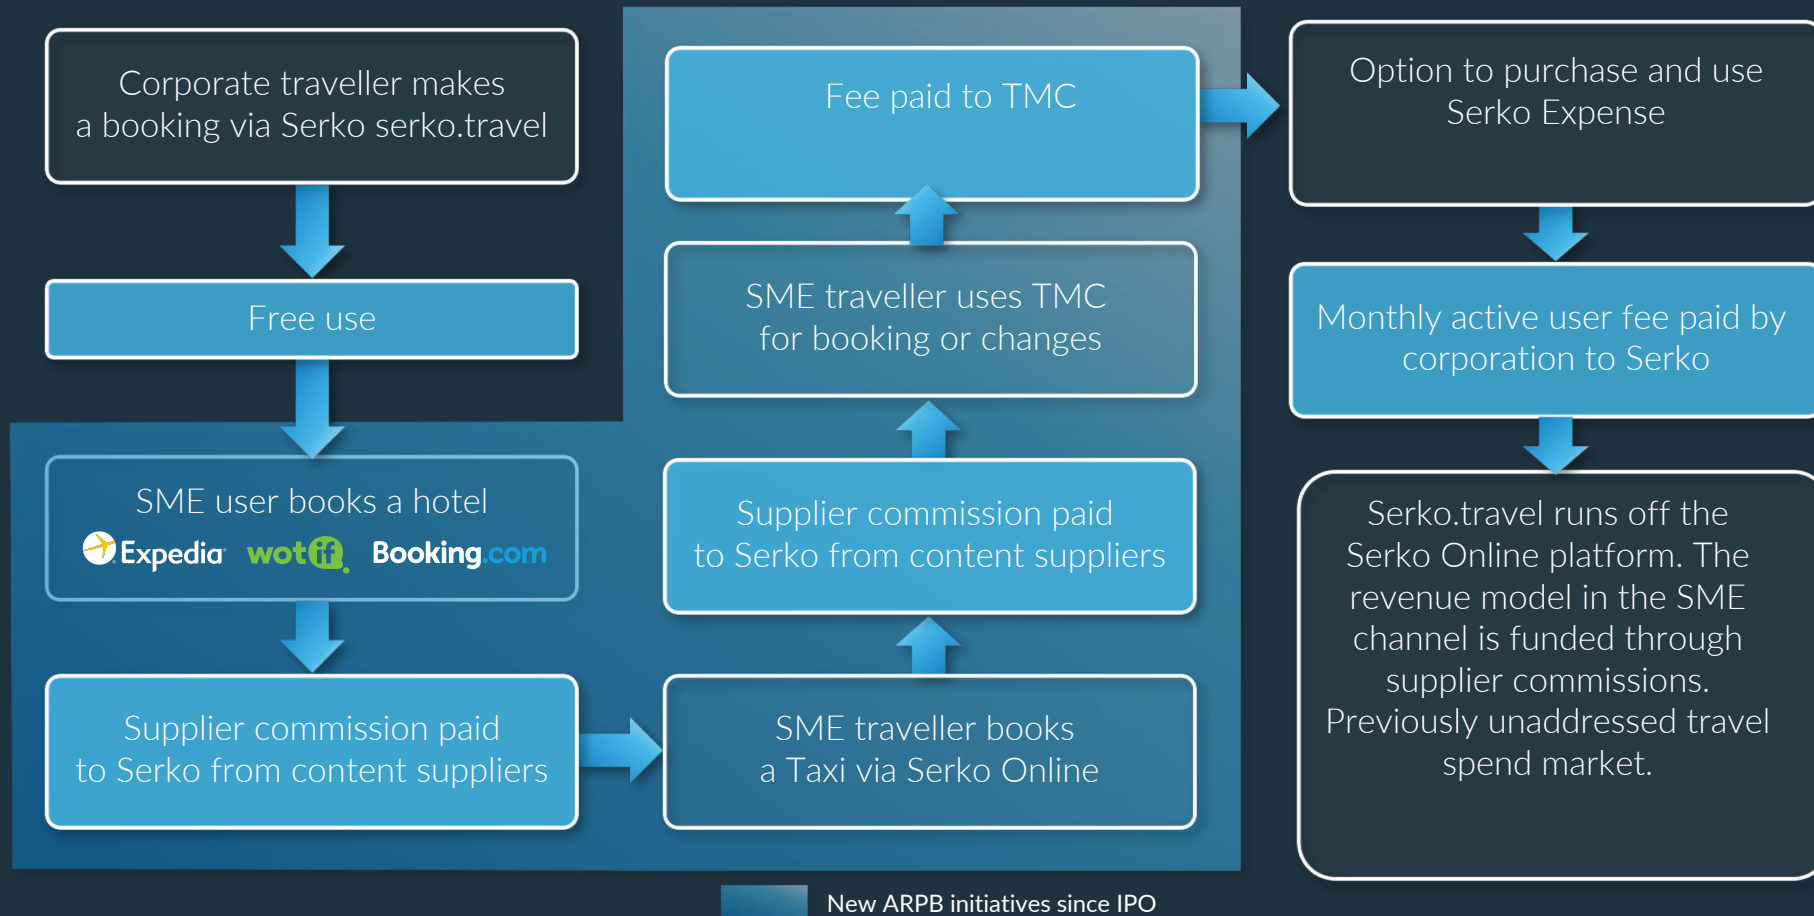 Corporate traveller makes
a booking via Serko serko.travel
Free use
SME user books a hotel
Expedia wotif. Booking.com
Supplier commission paid
to Serko from content suppliers
SME traveller books
a Taxi via Serko Online
Supplier commission paid
to Serko from content suppliers
SME traveller uses TMC
for booking or changes
Fee paid to TMC
Option to purchase and use
Serko Expense
Monthly active user fee paid by
corporation to Serko
Serko.travel runs off the
Serko Online platform. The
revenue model in the SME
channel is funded through
supplier commissions.
Previously unaddressed travel
spend market.
New ARPB initiatives since IPO